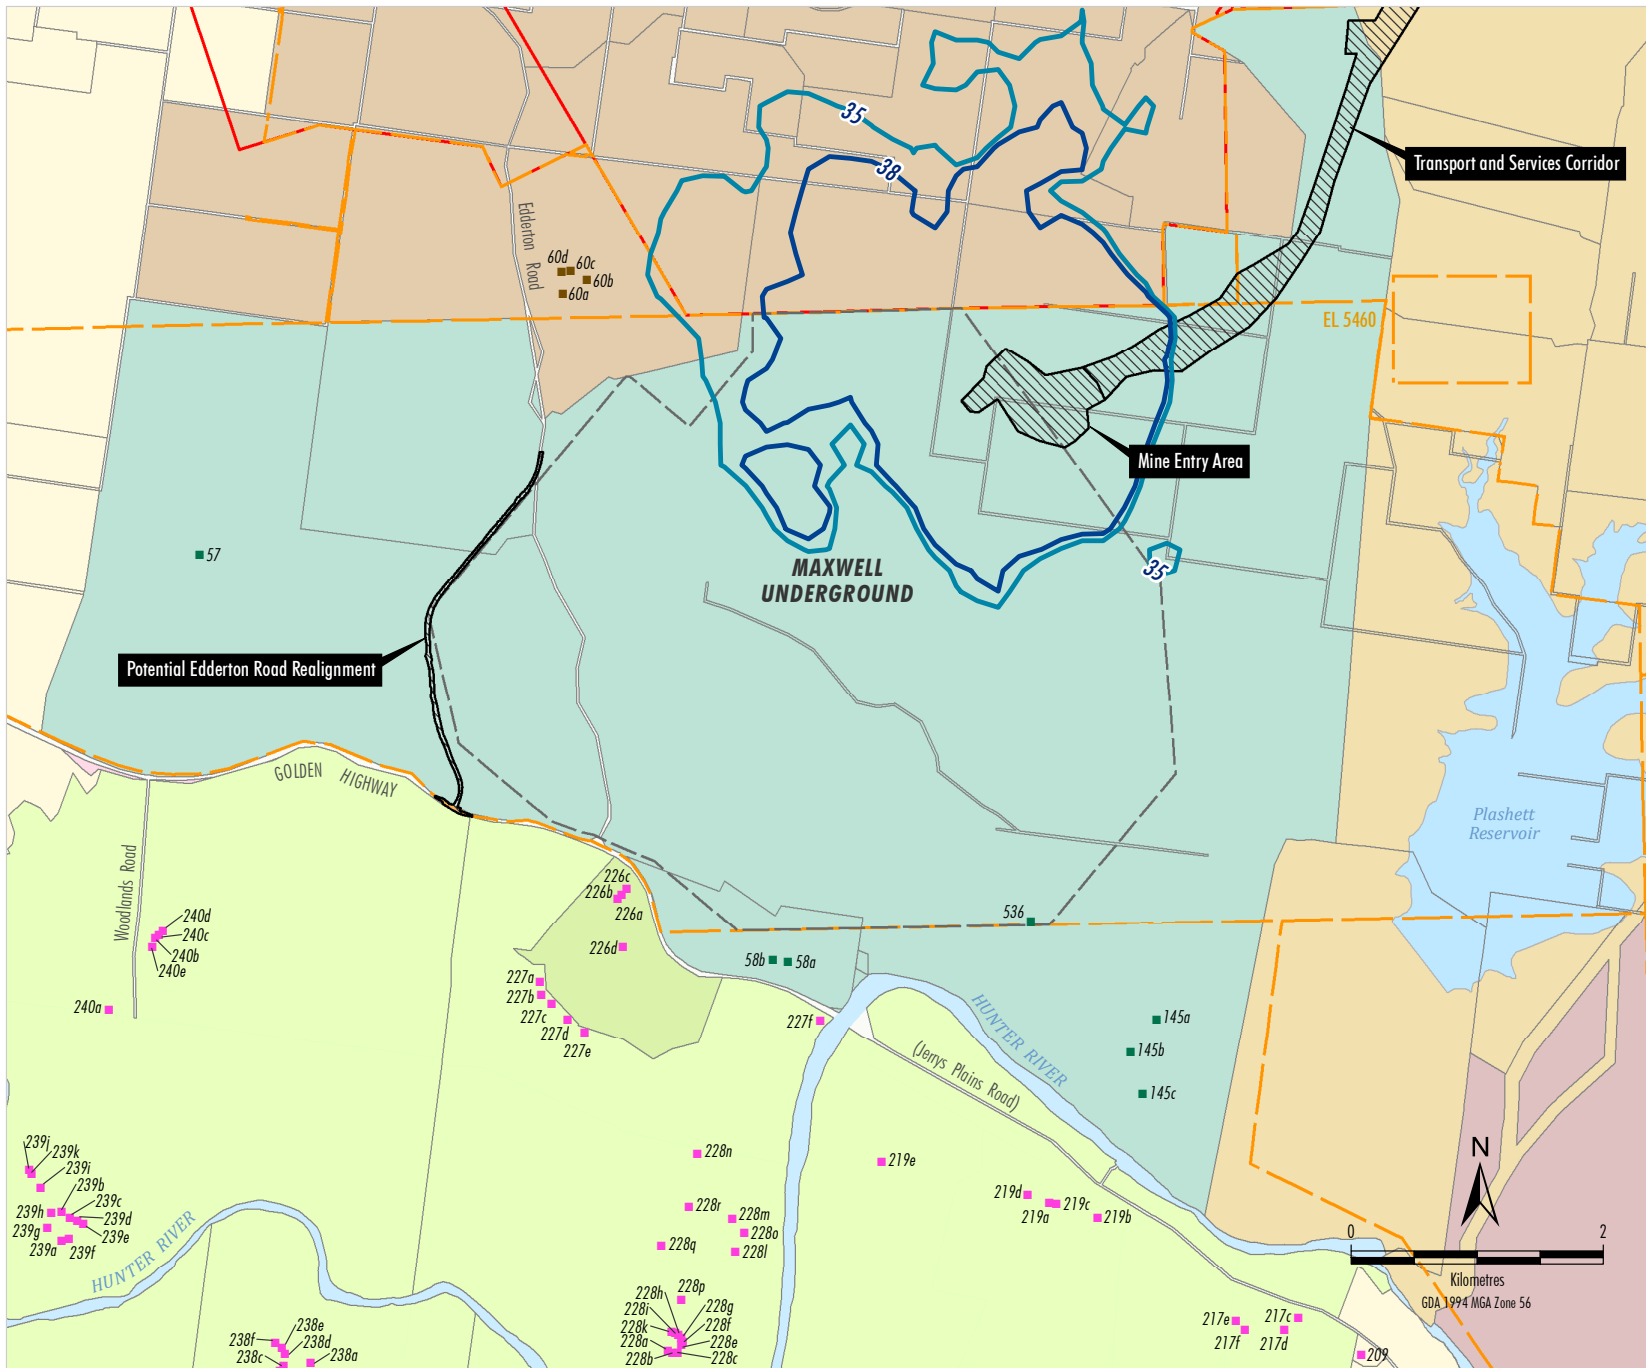 35
38
Transport and Services Corridor
Edderton Road
60d
60c
60b
60a
EL 5460
Mine Entry Area
57
MAXWELL
UNDERGROUND
35
Potential Edderton Road Realignment
GOLDEN HIGHWAY
Plashett
Reservoir
Woodlands Road
226c
226b
226a
226d
240d
240c
240b
240e
240a
536
58b
58a
227a
227b
227c
227d
227e
227f
HUNTER RIVER
145a
145b
145c
(Jerrys Plains Road)
239j
239k
239i
239b
239c
239d
239e
239h
239g
239a
239f
HUNTER RIVER
228n
219e
219d
219a
219c
219b
228r
228m
228o
228l
228q
228p
228h
228g
228i
228f
228k
228e
228a
228b
228c
238e
238f
238d
238c
238a
217e
217c
217f
217d
209
N
0
2
Kilometres
GDA 1994 MGA Zone 56